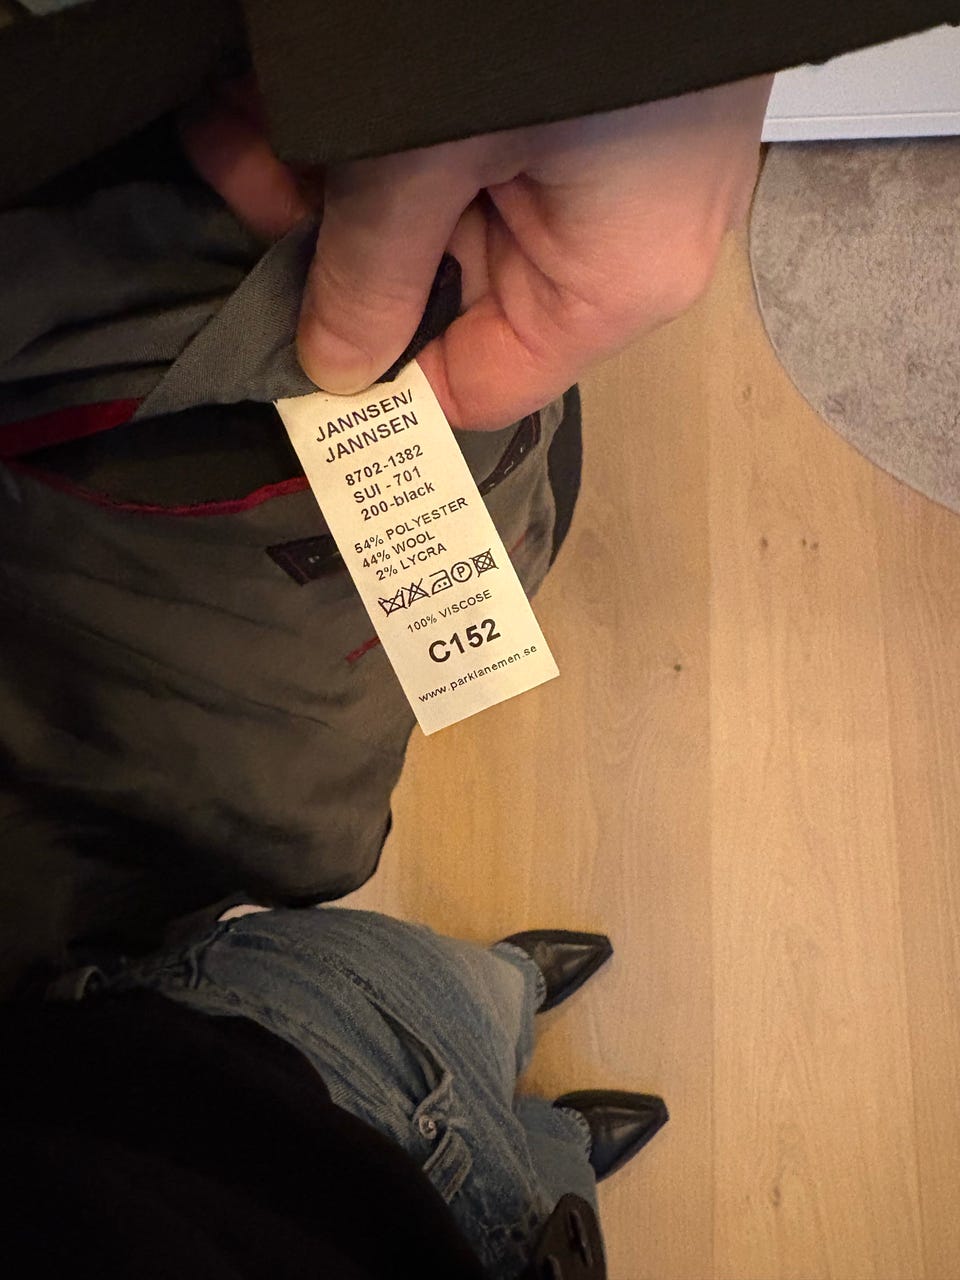 JANNSEN/
JANNSEN
8702-1382
SUI - 701
200-black
54% POLYESTER
44% WOOL
2% LYCRA
P
100% VISCOSE
C152
www.parklanemen.se